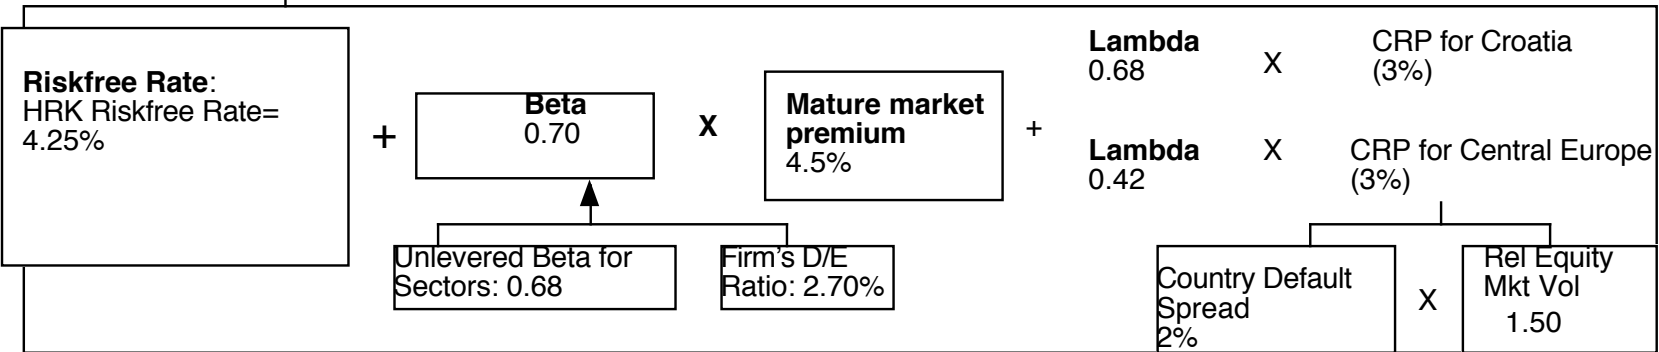 Riskfree Rate:
HRK Riskfree Rate=
4.25%
+
Beta
0.70
X
Mature market
premium
4.5%
+
Lambda
0.68
X
CRP for Croatia
(3%)
Lambda
0.42
X
CRP for Central Europe
(3%)
Unlevered Beta for
Sectors: 0.68
Firm's D/E
Ratio: 2.70%
Country Default
Spread
2%
X
Rel Equity
Mkt Vol
1.50